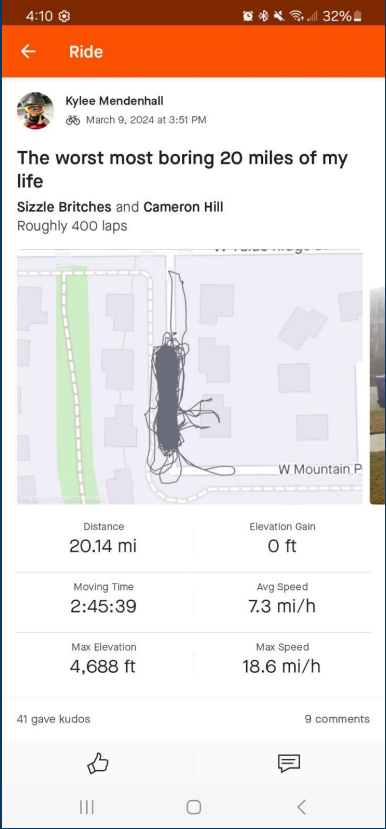 4:10 32%
Ride
Kylee Mendenhall
March 9, 2024 at 3:51 PM
The worst most boring 20 miles of my
life
Sizzle Britches and Cameron Hill
Roughly 400 laps
W Mountain P
Distance
20.14 mi
Elevation Gain
0 ft
Moving Time
2:45:39
Avg Speed
7.3 mi/h
Max Elevation
4,688 ft
Max Speed
18.6 mi/h
41 gave kudos
9 comments